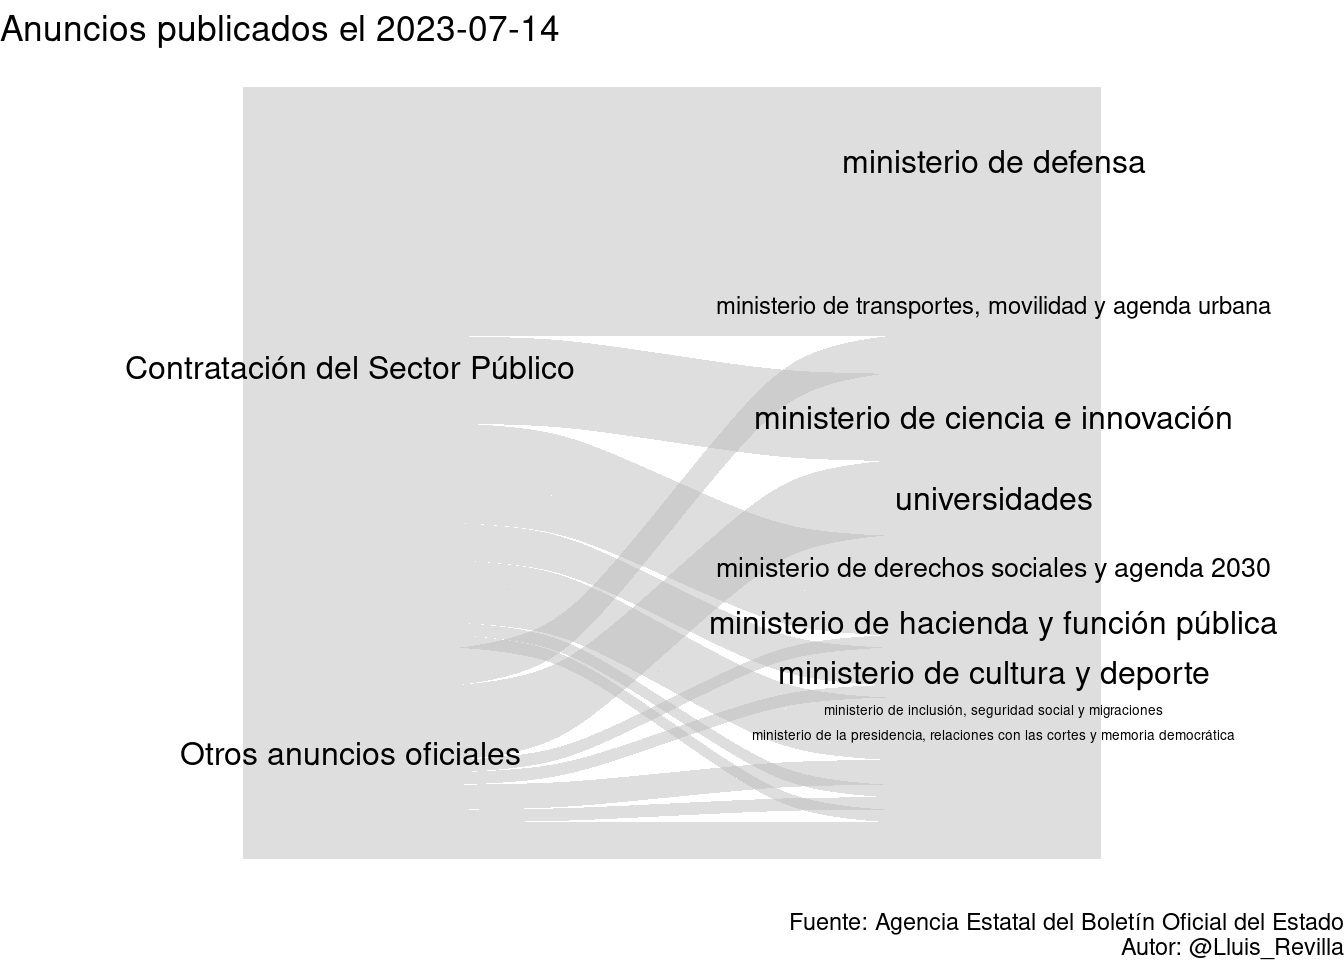 Anuncios publicados el 2023-07-14
ministerio de defensa
ministerio de transportes, movilidad y agenda urbana
Contratación del Sector Público
ministerio de ciencia e innovación
universidades
ministerio de derechos sociales y agenda 2030
ministerio de hacienda y función pública
ministerio de cultura y deporte
ministerio de inclusión, seguridad social y migraciones
ministerio de la presidencia, relaciones con las cortes y memoria democrática
Otros anuncios oficiales
Fuente: Agencia Estatal del Boletín Oficial del Estado
Autor: @Lluis_Revilla